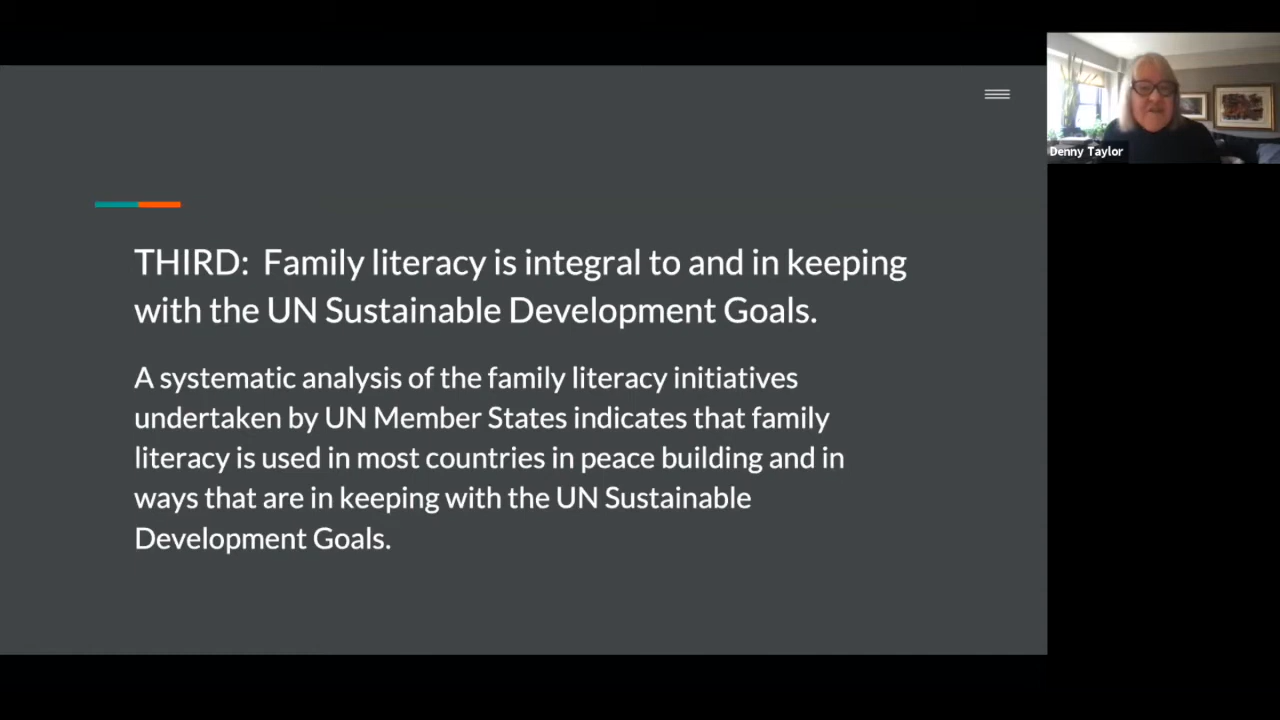 THIRD:  Family literacy is integral to and in keeping
with the UN Sustainable Development Goals.
A systematic analysis of the family literacy initiatives
undertaken by UN Member States indicates that family
literacy is used in most countries in peace building and in
ways that are in keeping with the UN Sustainable
Development Goals.
Denny Taylor